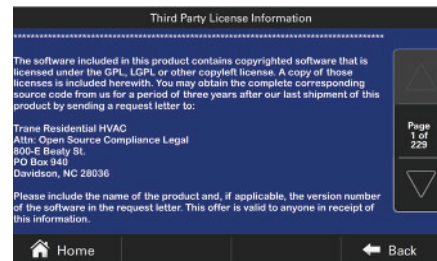 Third Party License Information
********************************************************************************
The software included in this product contains copyrighted software that is
licensed under the GPL, LGPL or other copyleft license. A copy of those
licenses is included herewith. You may obtain the complete corresponding
source code from us for a period of three years after our last shipment of this
product by sending a request letter to:
Trane Residential HVAC
Attn: Open Source Compliance Legal
800-E Beaty St.
PO Box 940
Davidson, NC 28036
Please include the name of the product and, if applicable, the version number
of the software in the request letter. This offer is valid to anyone in receipt of
this information.
Page
1 of
229
Home
Back